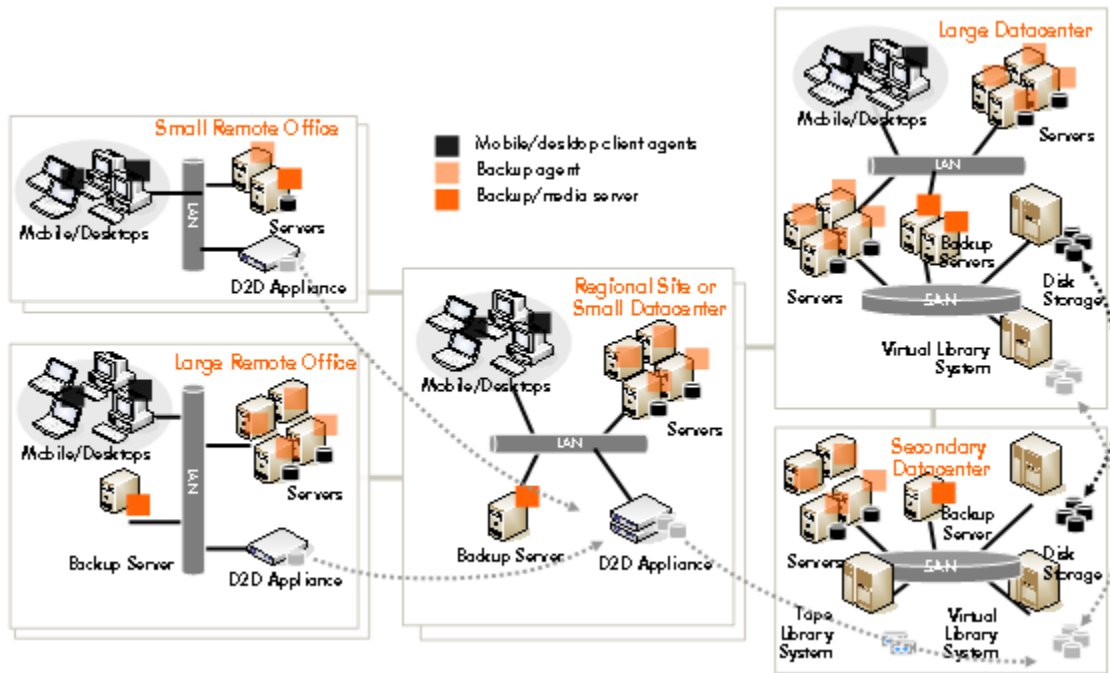 Small Remote Office
Mobile/Desktops
LAN
Servers
D2D Appliance
Mobile/desktop client agents
Backup agent
Backup/media server
Large Remote Office
Mobile/Desktops
LAN
Servers
Backup Server
D2D Appliance
Regional Site or
Small Datacenter
Mobile/Desktops
Servers
LAN
Backup Server
D2D Appliance
Large Datacenter
Mobile/Desktops
Servers
LAN
Backup
Servers
Servers
Disk
Storage
SAN
Virtual Library
System
Secondary
Datacenter
Backup
Server
Servers
SAN
Disk
Storage
Tape
Library
System
Virtual
Library
System